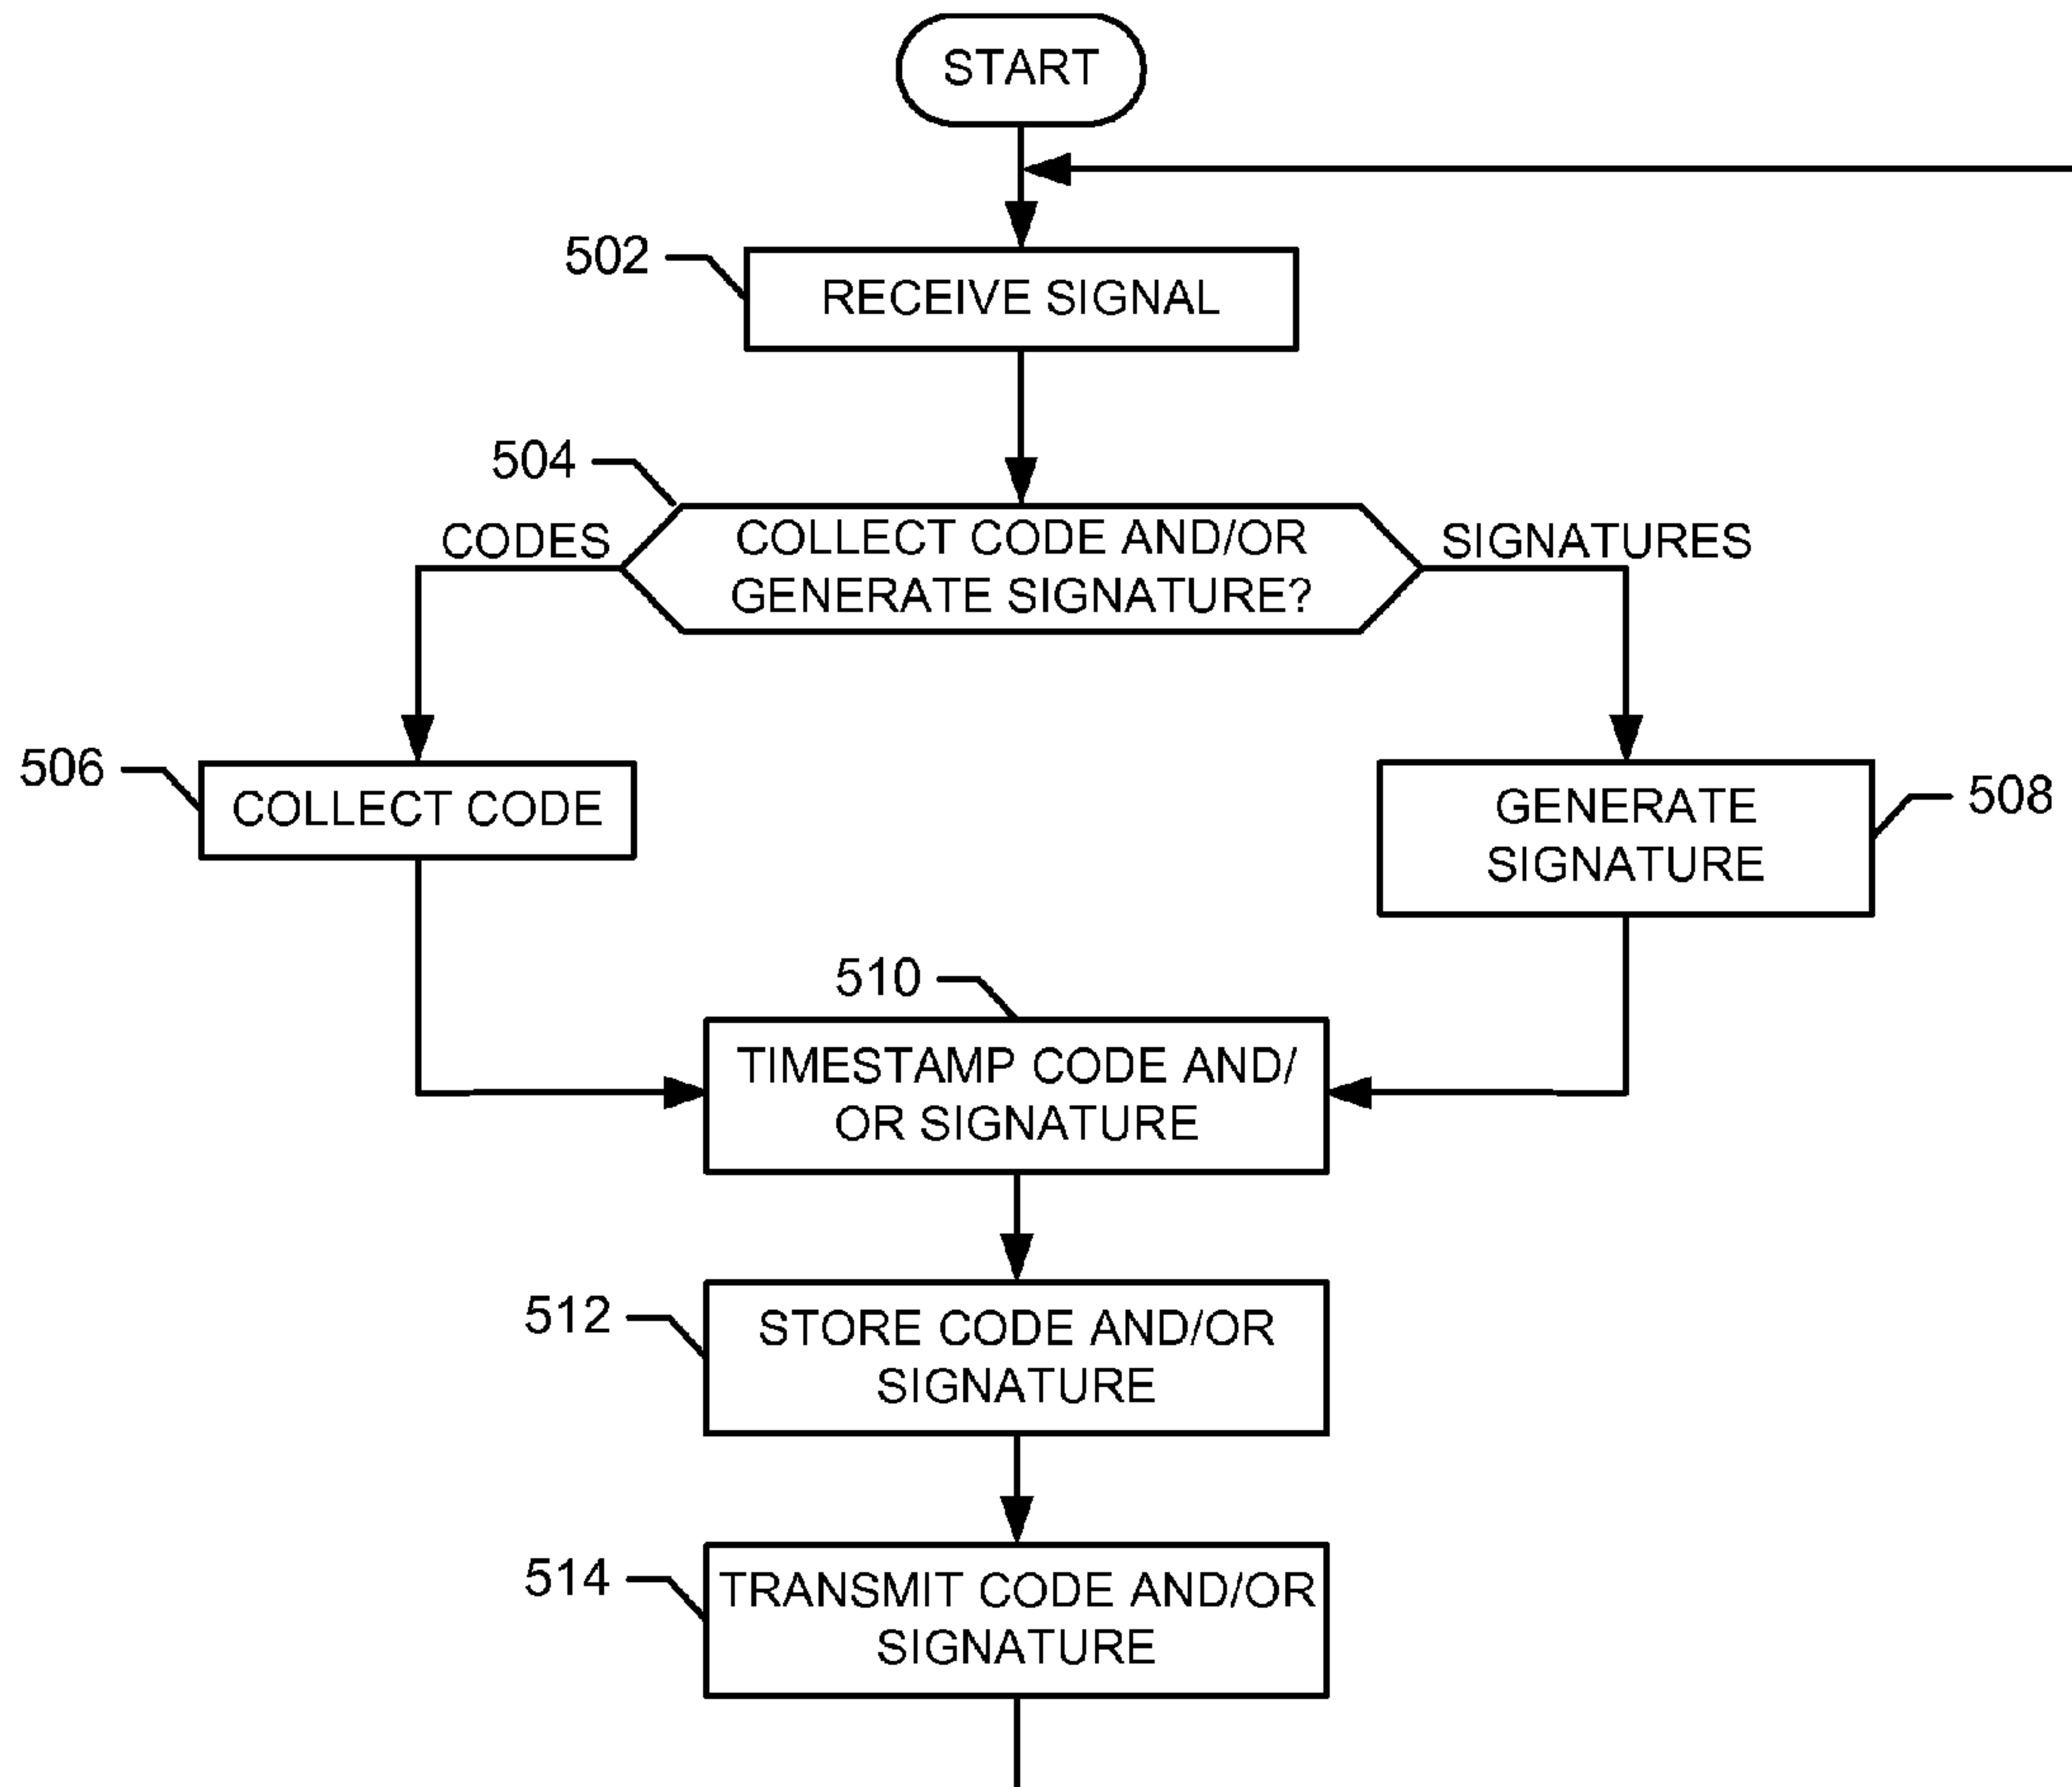 START
502
RECEIVE SIGNAL
504
CODES
COLLECT CODE AND/OR
GENERATE SIGNATURE?
SIGNATURES
506
COLLECT CODE
GENERATE
SIGNATURE
508
510
TIMESTAMP CODE AND/
OR SIGNATURE
512
STORE CODE AND/OR
SIGNATURE
514
TRANSMIT CODE AND/OR
SIGNATURE